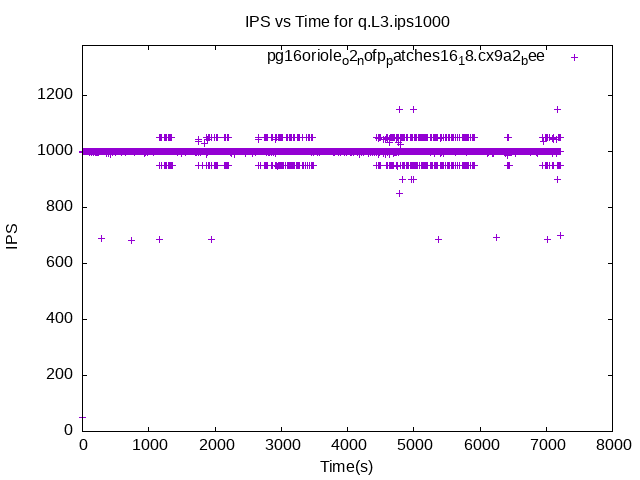 IPS vs Time for q.L3.ips1000
pg16oriole_o2_nofp_patches16_18.cx9a2_bee
1200
1000
800
600
400
200
0
IPS
0 1000 2000 3000 4000 5000 6000 7000 8000
Time(s)